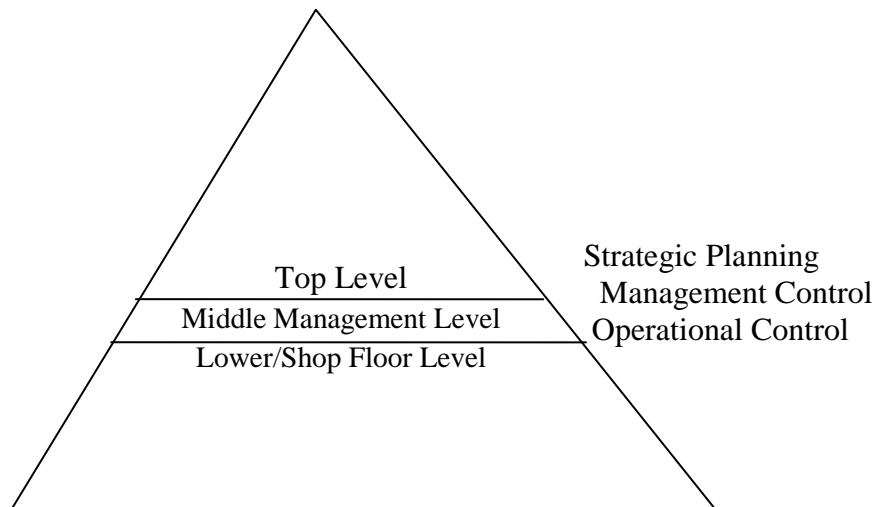 Top Level
Middle Management Level
Lower/Shop Floor Level
Strategic Planning
Management Control
Operational Control